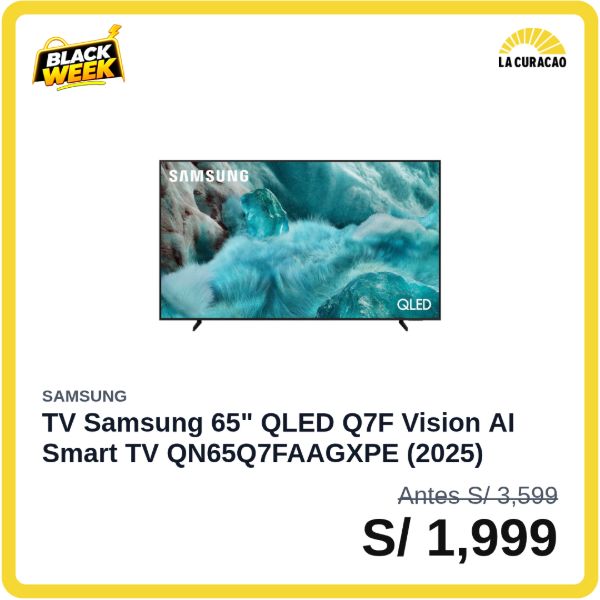 BLACK
WEEK
LA CURACAO
SAMSUNG
QLED
SAMSUNG
TV Samsung 65" QLED Q7F Vision AI
Smart TV QN65Q7FAAGXPE (2025)
Antes S/ 3,599
S/ 1,999